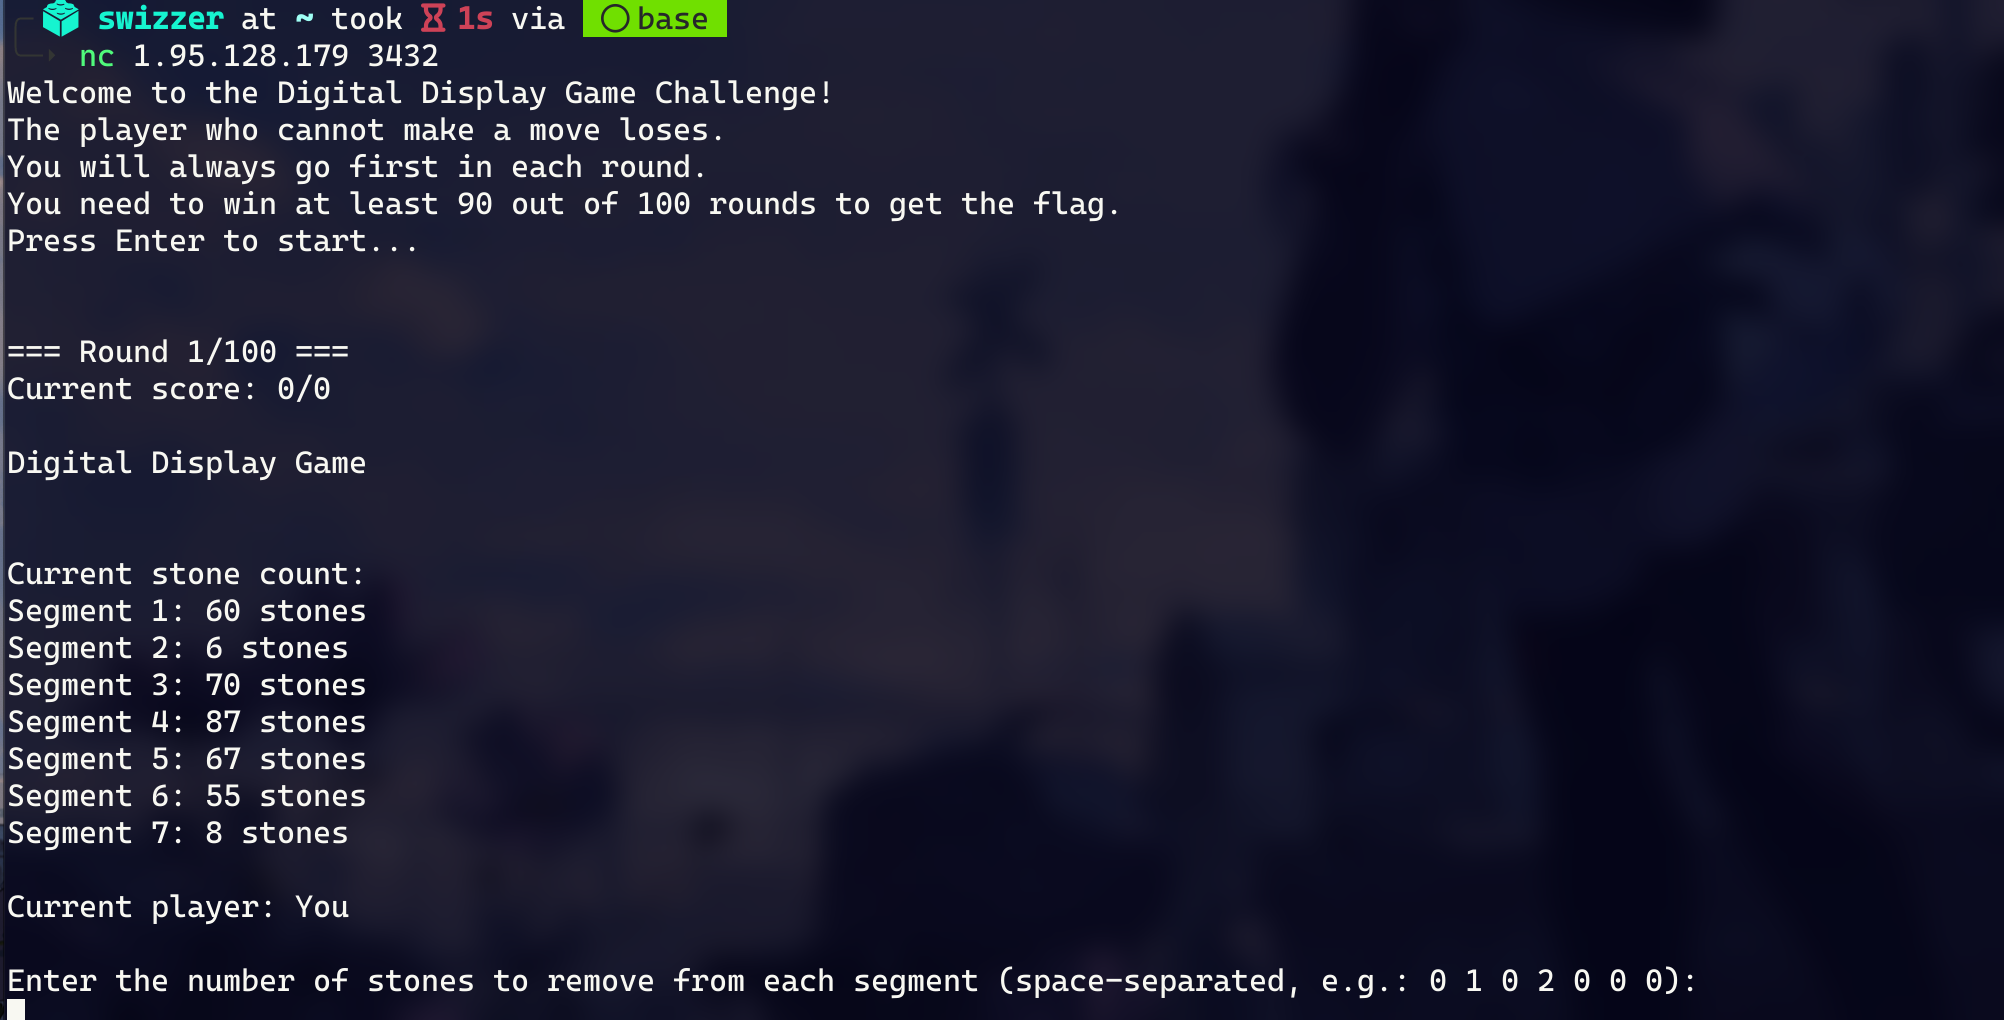 swizzer at ~ took 1s via base
nc 1.95.128.179 3432
Welcome to the Digital Display Game Challenge!
The player who cannot make a move loses.
You will always go first in each round.
You need to win at least 90 out of 100 rounds to get the flag.
Press Enter to start...
=== Round 1/100 ===
Current score: 0/0
Digital Display Game
Current stone count:
Segment 1: 60 stones
Segment 2: 6 stones
Segment 3: 70 stones
Segment 4: 87 stones
Segment 5: 67 stones
Segment 6: 55 stones
Segment 7: 8 stones
Current player: You
Enter the number of stones to remove from each segment (space-separated, e.g.: 0 1 0 2 0 0 0):